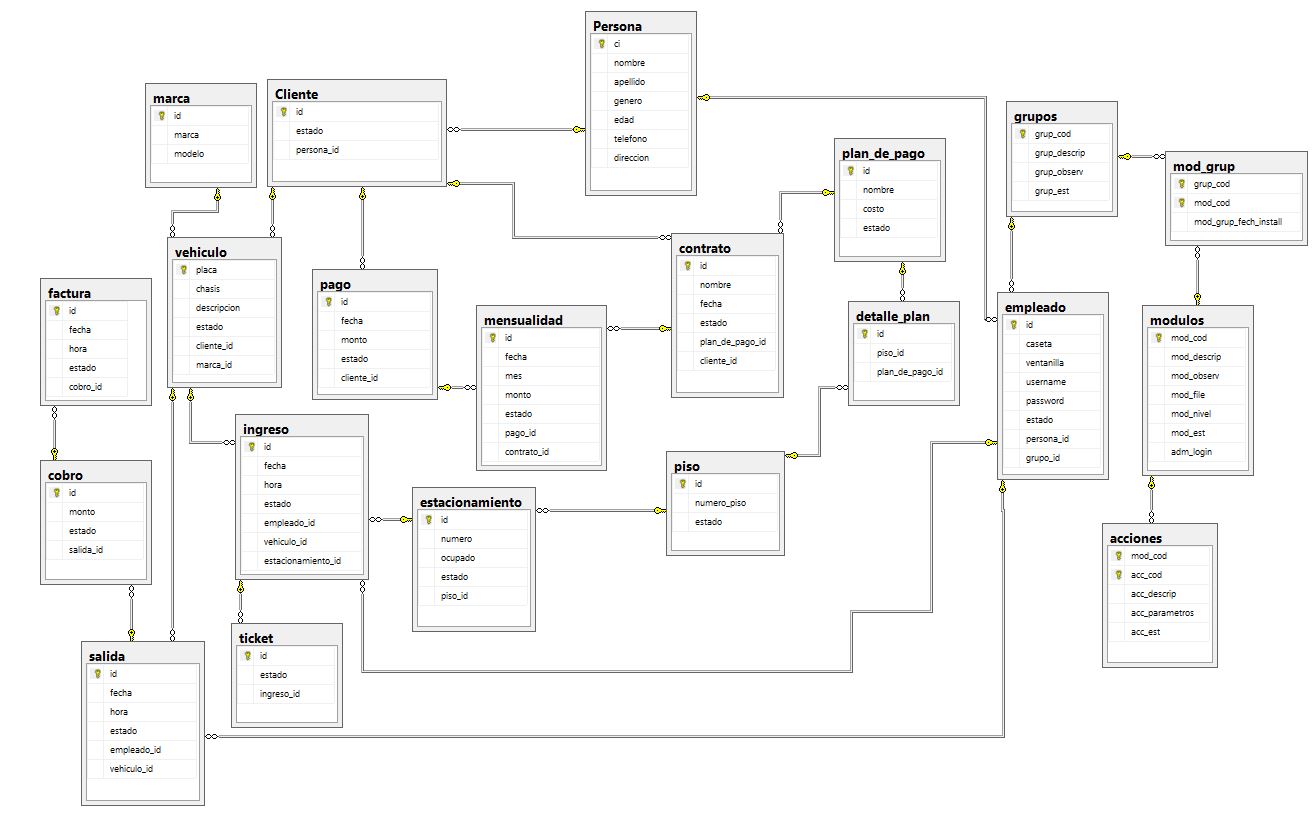 Persona
ci
nombre
apellido
genero
edad
telefono
direccion
marca
id
marca
modelo
Cliente
id
estado
persona_id
grupos
grup_cod
grup_descrip
grup_observ
grup_est
mod_grup
grup_cod
mod_cod
mod_grup_fech_install
plan_de_pago
id
nombre
costo
estado
vehiculo
placa
chasis
descripcion
estado
cliente_id
marca_id
contrato
id
nombre
fecha
estado
plan_de_pago_id
cliente_id
factura
id
fecha
hora
estado
cobro_id
pago
id
fecha
monto
estado
cliente_id
mensualidad
id
fecha
mes
monto
estado
pago_id
contrato_id
detalle_plan
id
piso_id
plan_de_pago_id
empleado
id
caseta
ventanilla
username
password
estado
persona_id
grupo_id
modulos
mod_cod
mod_descrip
mod_observ
mod_file
mod_nivel
mod_est
adm_login
ingreso
id
fecha
hora
estado
empleado_id
vehiculo_id
estacionamiento_id
cobro
id
monto
estado
salida_id
estacionamiento
id
numero
ocupado
estado
piso_id
piso
id
numero_piso
estado
acciones
mod_cod
acc_cod
acc_descrip
acc_parametros
acc_est
ticket
id
estado
ingreso_id
salida
id
fecha
hora
estado
empleado_id
vehiculo_id